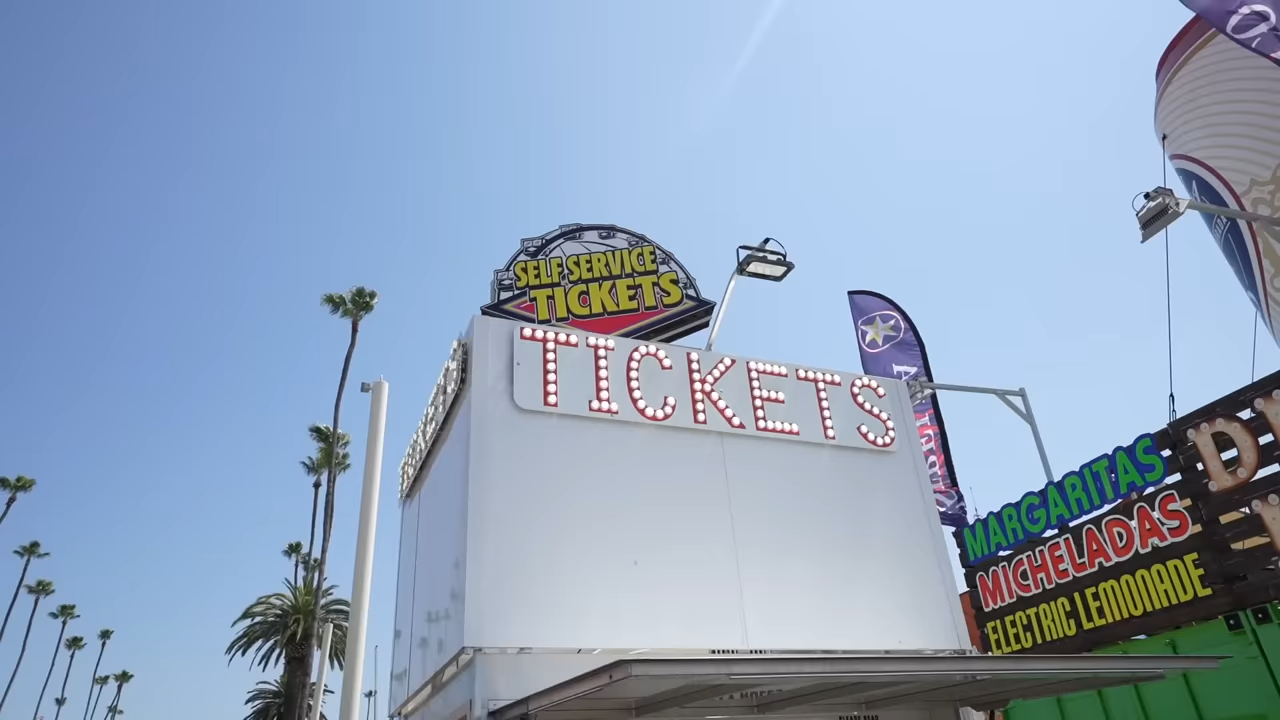 SELF SERVICE
TICKETS
TICKETS
MARGARITAS
MICHELADAS
ELECTRIC LEMONADE